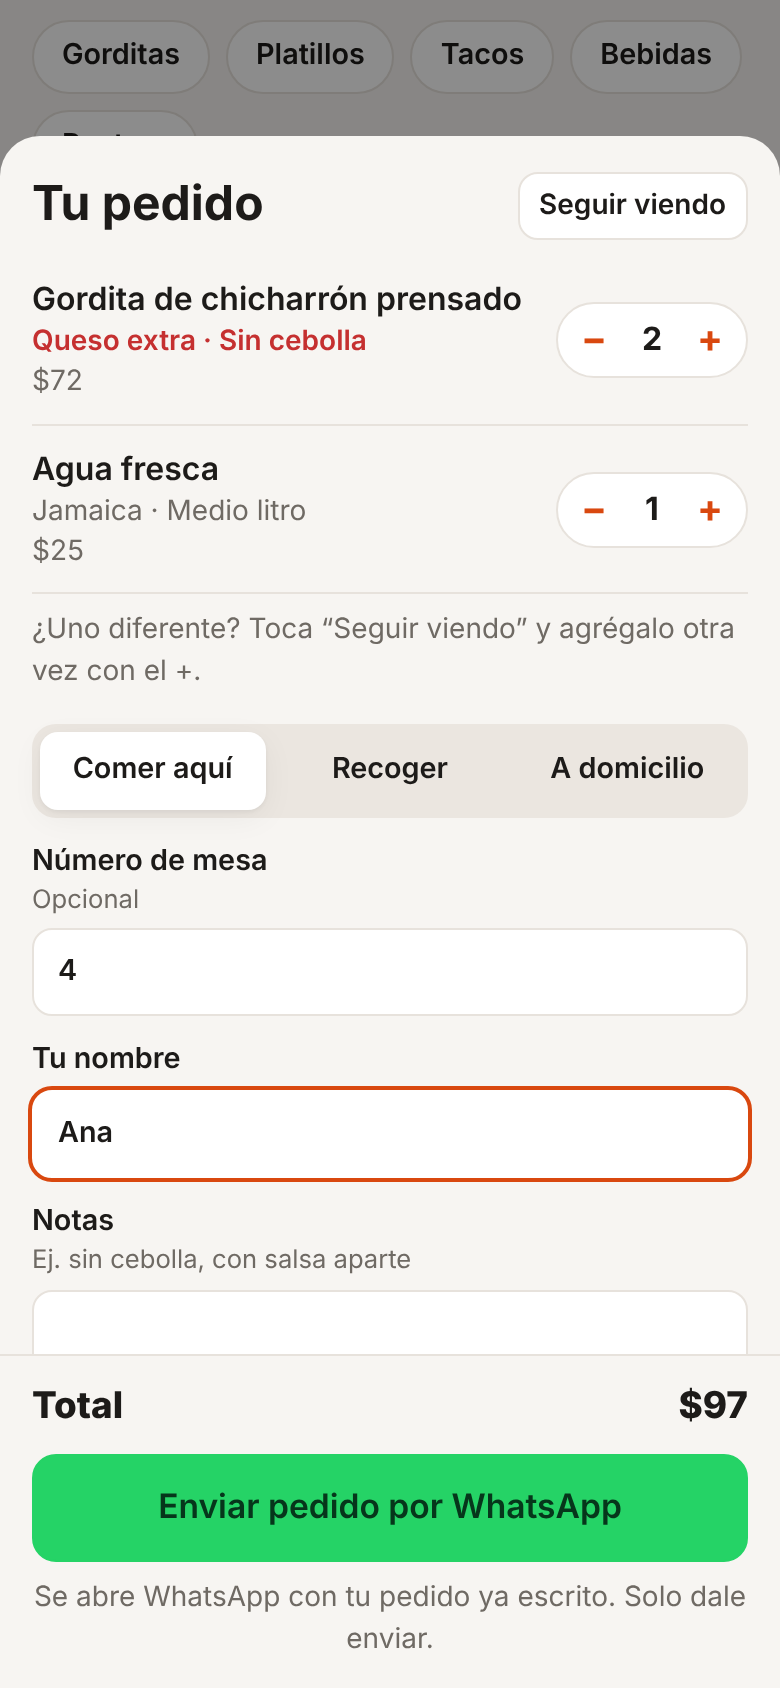 Gorditas
Platillos
Tacos
Bebidas
Tu pedido
Seguir viendo
Gordita de chicharrón prensado
Queso extra · Sin cebolla
$72
− 2 +
Agua fresca
Jamaica · Medio litro
$25
− 1 +
¿Uno diferente? Toca “Seguir viendo” y agrégalo otra
vez con el +.
Comer aquí
Recoger
A domicilio
Número de mesa
Opcional
4
Tu nombre
Ana
Notas
Ej. sin cebolla, con salsa aparte
Total
$97
Enviar pedido por WhatsApp
Se abre WhatsApp con tu pedido ya escrito. Solo dale
enviar.